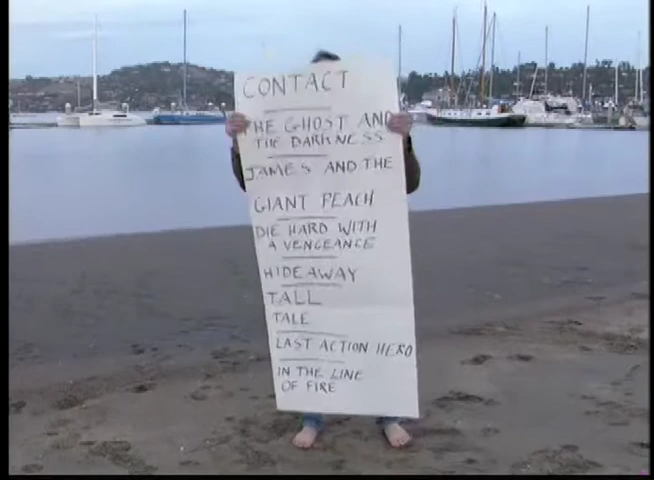 CONTACT
THE GHOST AND
THE DARKNESS
JAMES AND THE
GIANT PEACH
DIE HARD WITH
A VENGEANCE
HIDEAWAY
TALL
TALE
LAST ACTION HERO
IN THE LINE
OF FIRE